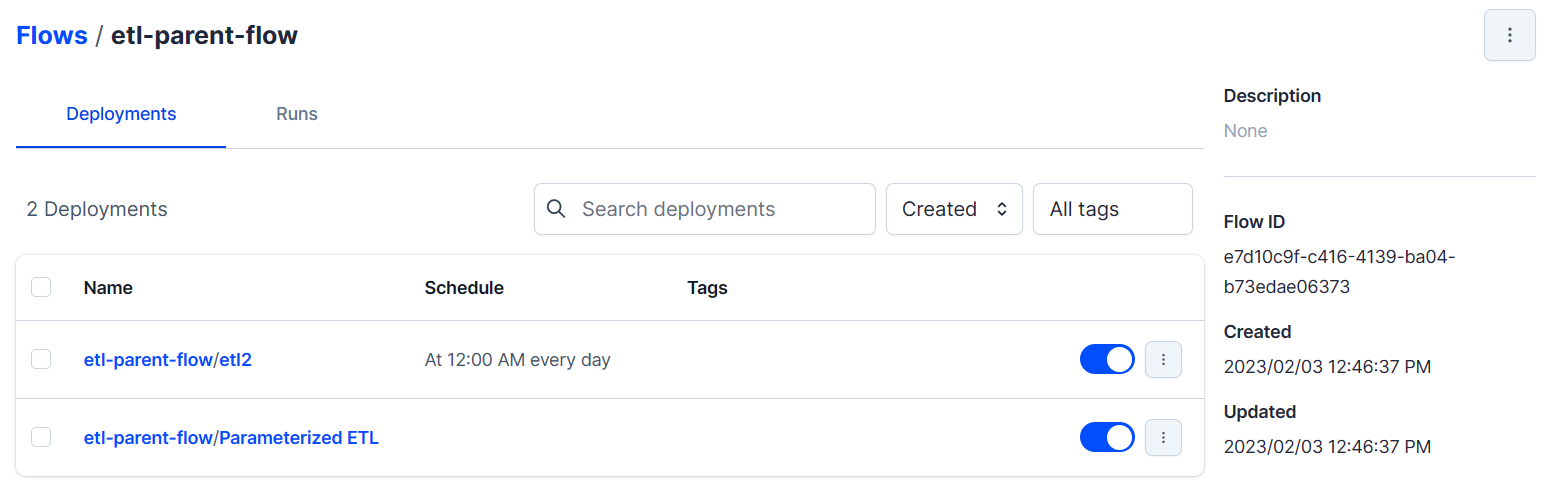 Flows / etl-parent-flow
Deployments Runs
2 Deployments
Search deployments
Created
All tags
Name Schedule Tags
etl-parent-flow/etl2 At 12:00 AM every day
etl-parent-flow/Parameterized ETL
Description
None
Flow ID
e7d10c9f-c416-4139-ba04-
b73edae06373
Created
2023/02/03 12:46:37 PM
Updated
2023/02/03 12:46:37 PM